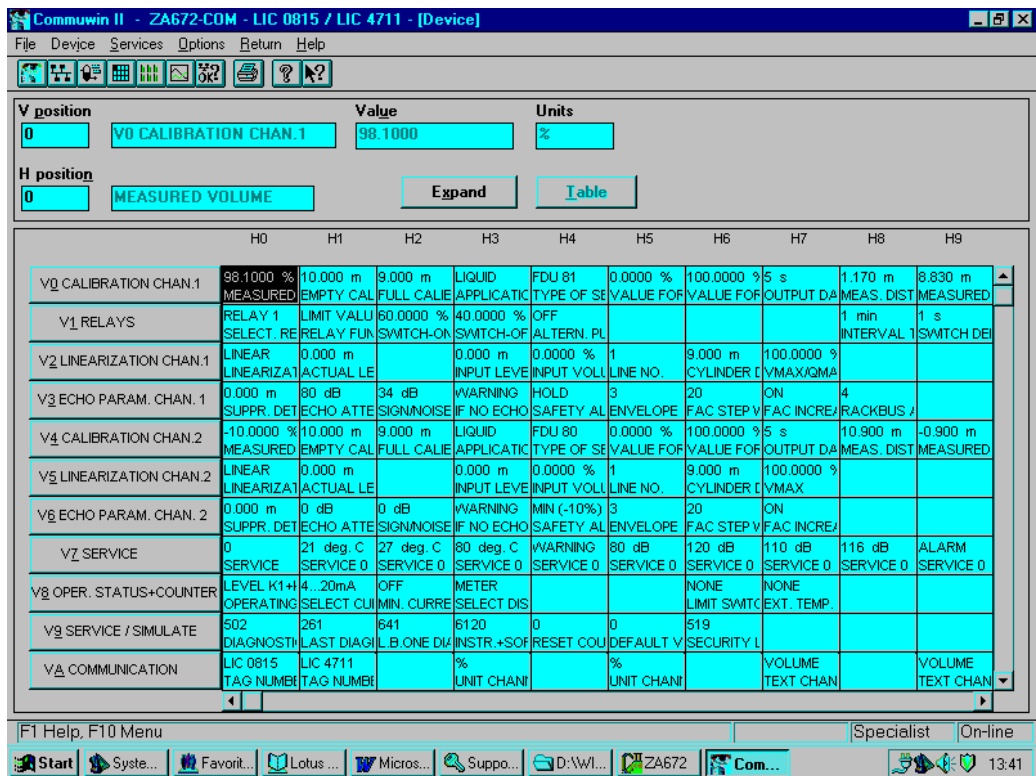 Commuwin II - ZA672-COM - LIC 0815 / LIC 4711 - [Device]
File Device Services Options Return Help
V position Value Units
0 V0 CALIBRATION CHAN.1 98.1000 %
H position
0 MEASURED VOLUME Expand Table
H0 H1 H2 H3 H4 H5 H6 H7 H8 H9
V0 CALIBRATION CHAN.1
98.1000 % 10.000 m 9.000 m LIQUID FDU 81 0.0000 % 100.0000 % 5 s 1.170 m 8.830 m
MEASURED EMPTY CAL FULL CALIE APPLICATIC TYPE OF SE VALUE FOF VALUE FOF OUTPUT DA MEAS. DIST MEASURED
V1 RELAYS
RELAY 1 LIMIT VALU 60.0000 % 40.0000 % OFF 1 min 1 s
SELECT. RE RELAY FUN SWITCH-ON SWITCH-OF ALTERN. PL INTERVAL T SWITCH DEI
V2 LINEARIZATION CHAN.1
LINEAR 0.000 m 0.000 m 0.0000 % 1 9.000 m 100.0000 %
LINEARIZAT ACTUAL LE INPUT LEVE INPUT VOLU LINE NO. CYLINDER D VMAX/QMA
V3 ECHO PARAM. CHAN. 1
0.000 m 80 dB 34 dB WARNING HOLD 3 20 ON 4
SUPPR. DET ECHO ATTE SIGN/NOISE IF NO ECHO SAFETY AL ENVELOPE FAC STEP V FAC INCREA RACKBUS A
V4 CALIBRATION CHAN.2
-10.0000 % 10.000 m 9.000 m LIQUID FDU 80 0.0000 % 100.0000 % 5 s 10.900 m -0.900 m
MEASURED EMPTY CAL FULL CALIE APPLICATIC TYPE OF SE VALUE FOF VALUE FOF OUTPUT DA MEAS. DIST MEASURED
V5 LINEARIZATION CHAN.2
LINEAR 0.000 m 0.000 m 0.0000 % 1 9.000 m 100.0000 %
LINEARIZAT ACTUAL LE INPUT LEVE INPUT VOLU LINE NO. CYLINDER D VMAX
V6 ECHO PARAM. CHAN. 2
0.000 m 0 dB 0 dB WARNING MIN (-10%) 3 20 ON
SUPPR. DET ECHO ATTE SIGN/NOISE IF NO ECHO SAFETY AL ENVELOPE FAC STEP V FAC INCREA
V7 SERVICE
0 21 deg. C 27 deg. C 80 deg. C WARNING 80 dB 120 dB 110 dB 116 dB ALARM
SERVICE SERVICE 0 SERVICE 0 SERVICE 0 SERVICE 0 SERVICE 0 SERVICE 0 SERVICE 0 SERVICE 0 SERVICE 0
V8 OPER. STATUS+COUNTER
LEVEL K1+H 4...20mA OFF METER NONE NONE
OPERATING SELECT CUI MIN. CURRE SELECT DIS LIMIT SWITC EXT. TEMP.
V9 SERVICE / SIMULATE
502 261 641 6120 0 0 519
DIAGNOSTI LAST DIAGI L.B.ONE DIA INSTR.+SOF RESET COU DEFAULT V SECURITY L
VA COMMUNICATION
LIC 0815 LIC 4711 % % VOLUME VOLUME
TAG NUMBE TAG NUMBE UNIT CHANI UNIT CHANI TEXT CHAN TEXT CHAN
F1 Help, F10 Menu Specialist On-line
Start Syste... Favorit... Lotus ... Micros... Suppo... D:\WI... ZA672 Com... 13:41